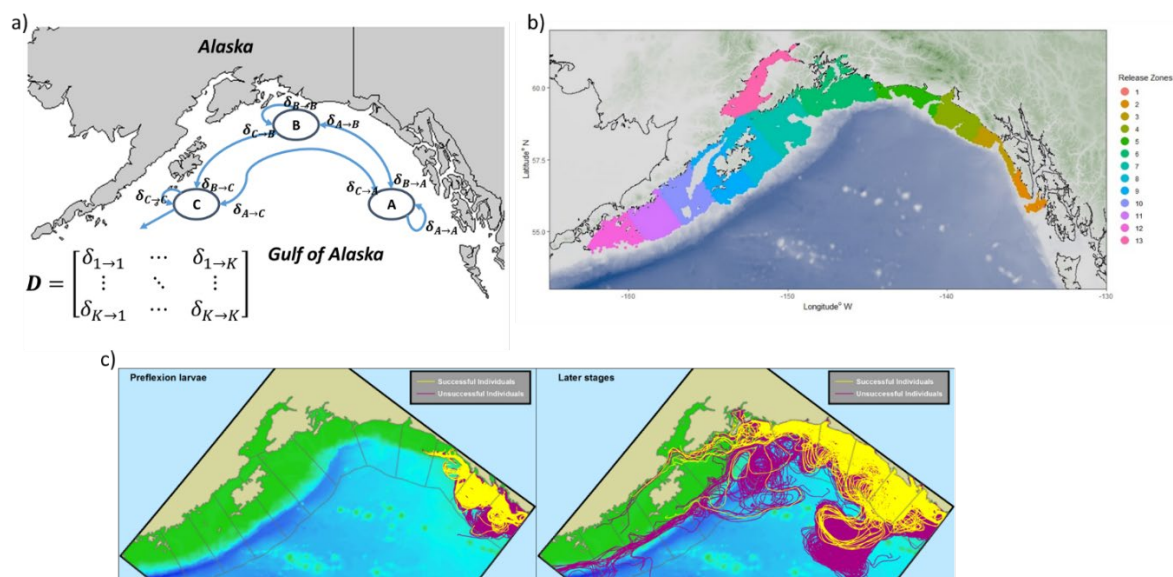 a)
Alaska
δB→B
B
δC→B
δA→B
δB→C
δC→A
δB→A
δC→C
C
δA→C
A
δA→A
Gulf of Alaska
D = [δ1→1 ⋯ δ1→K
⋮ ⋱ ⋮
δK→1 ⋯ δK→K]
b)
60.0
57.5
55.0
Latitude° N
-150
-150
-140
-130
Longitude° W
Release Zones
1
2
3
4
5
6
7
8
9
10
11
12
13
c)
Preflexion larvae
Successful Individuals
Unsuccessful Individuals
Later stages
Successful Individuals
Unsuccessful Individuals